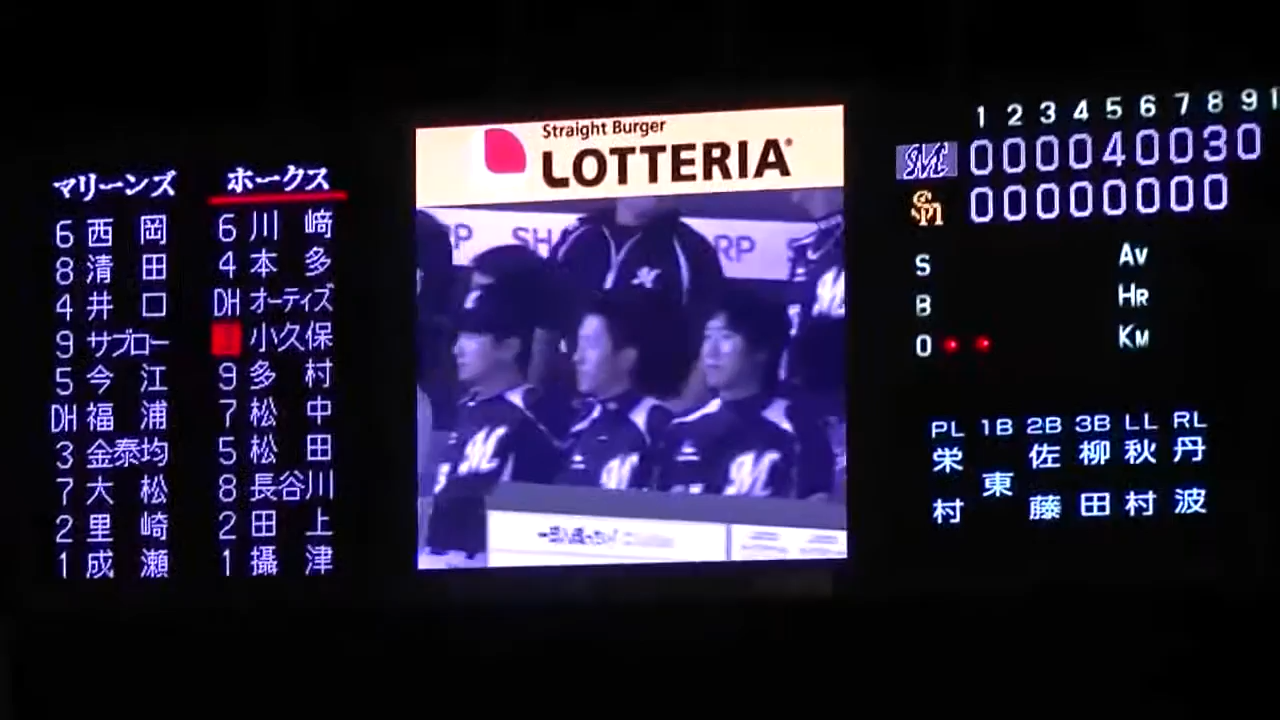 マリーンズ
6 西岡
8 清田
4 井口
9 サブロー
5 今江
DH 福浦
3 金泰均
7 大松
2 里崎
1 成瀬
ホークス
6 川﨑
4 本多
DH オーティズ
小久保
9 多村
7 松中
5 松田
8 長谷川
2 田上
1 攝津
Straight Burger
LOTTERIA
RP SHA RP S
M
M M M
1 2 3 4 5 6 7 8 9 1
M 0 0 0 0 4 0 0 3 0
SH 0 0 0 0 0 0 0 0
S Av
B HR
O KM
PL 1B 2B 3B LL RL
栄村 東 佐藤 柳田 秋村 丹波